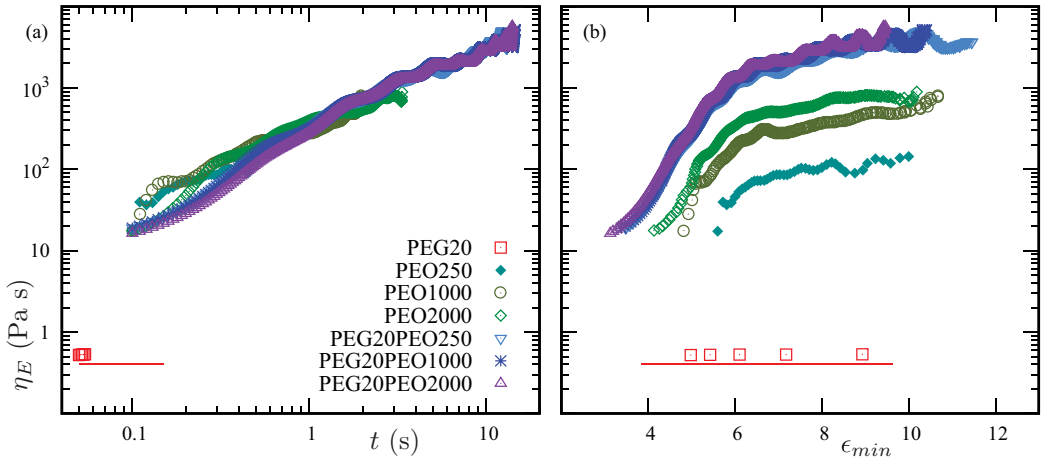 (a)
(b)
η_E (Pa s)
10^3
10^2
10
1
PEG20
PEO250
PEO1000
PEO2000
PEG20PEO250
PEG20PEO1000
PEG20PEO2000
0.1 1 10
t (s)
4 6 8 10 12
ϵ_min